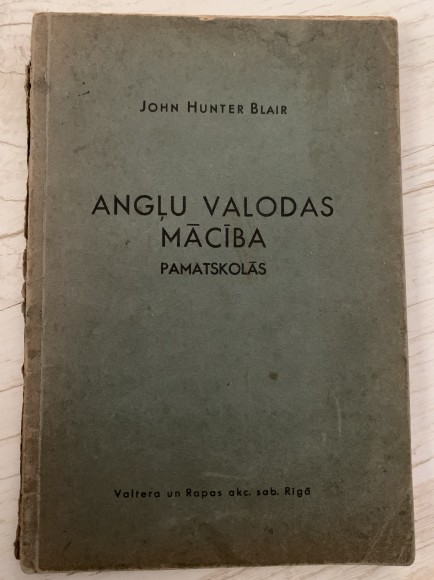 JOHN HUNTER BLAIR
ANGĻU VALODAS
MĀCĪBA
PAMATSKOLĀS
Valtera un Rapas akc. sab. Rīgā